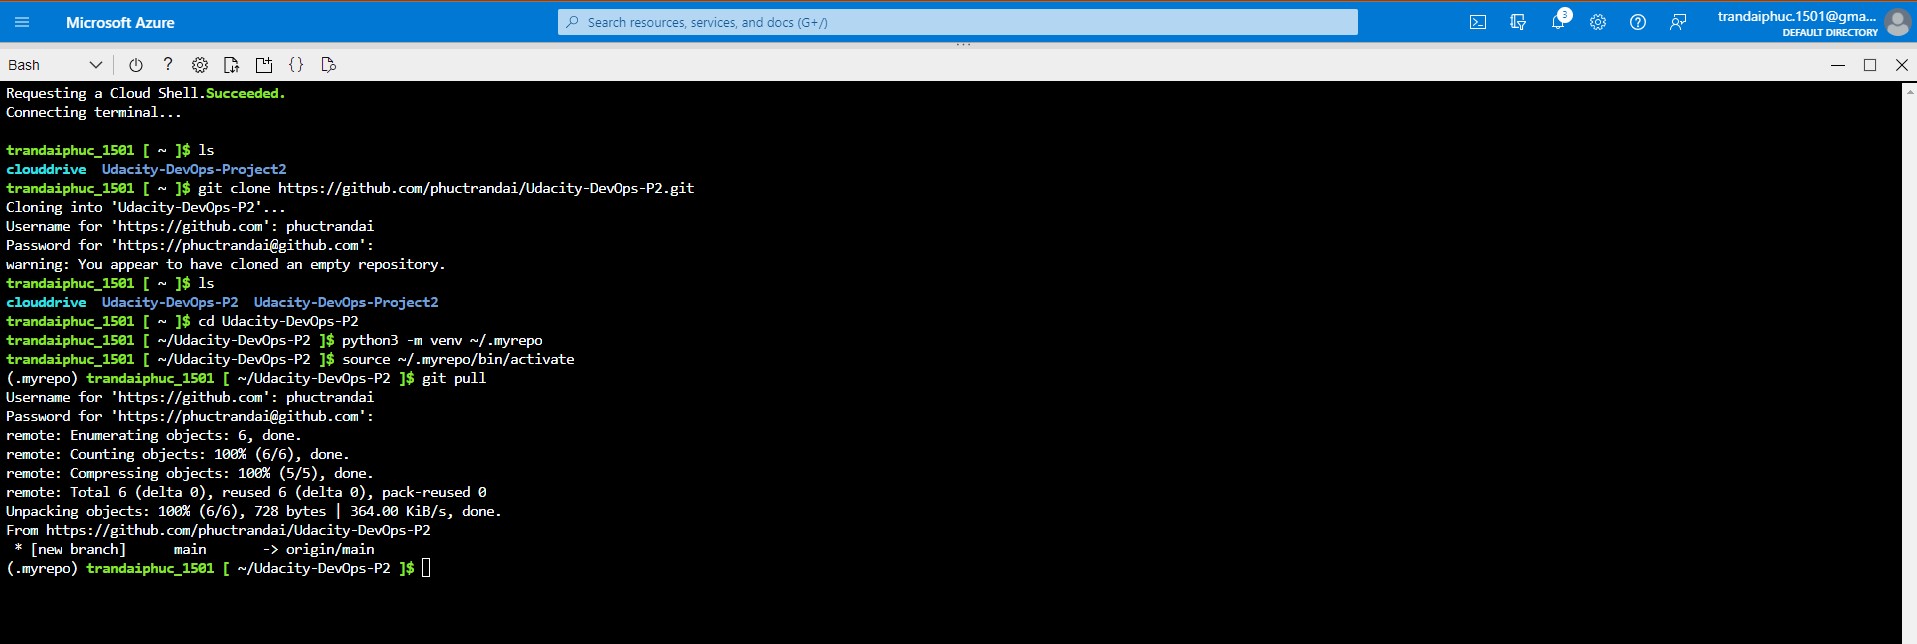 Microsoft Azure
Search resources, services, and docs (G+/)
3
trandaiphuc.1501@gma...
DEFAULT DIRECTORY
Bash
Requesting a Cloud Shell.Succeeded.
Connecting terminal...
trandaiphuc_1501 [ ~ ]$ ls
clouddrive  Udacity-DevOps-Project2
trandaiphuc_1501 [ ~ ]$ git clone https://github.com/phuctrandai/Udacity-DevOps-P2.git
Cloning into 'Udacity-DevOps-P2'...
Username for 'https://github.com': phuctrandai
Password for 'https://phuctrandai@github.com':
warning: You appear to have cloned an empty repository.
trandaiphuc_1501 [ ~ ]$ ls
clouddrive  Udacity-DevOps-P2  Udacity-DevOps-Project2
trandaiphuc_1501 [ ~ ]$ cd Udacity-DevOps-P2
trandaiphuc_1501 [ ~/Udacity-DevOps-P2 ]$ python3 -m venv ~/.myrepo
trandaiphuc_1501 [ ~/Udacity-DevOps-P2 ]$ source ~/.myrepo/bin/activate
(.myrepo) trandaiphuc_1501 [ ~/Udacity-DevOps-P2 ]$ git pull
Username for 'https://github.com': phuctrandai
Password for 'https://phuctrandai@github.com':
remote: Enumerating objects: 6, done.
remote: Counting objects: 100% (6/6), done.
remote: Compressing objects: 100% (5/5), done.
remote: Total 6 (delta 0), reused 6 (delta 0), pack-reused 0
Unpacking objects: 100% (6/6), 728 bytes | 364.00 KiB/s, done.
From https://github.com/phuctrandai/Udacity-DevOps-P2
 * [new branch]      main       -> origin/main
(.myrepo) trandaiphuc_1501 [ ~/Udacity-DevOps-P2 ]$